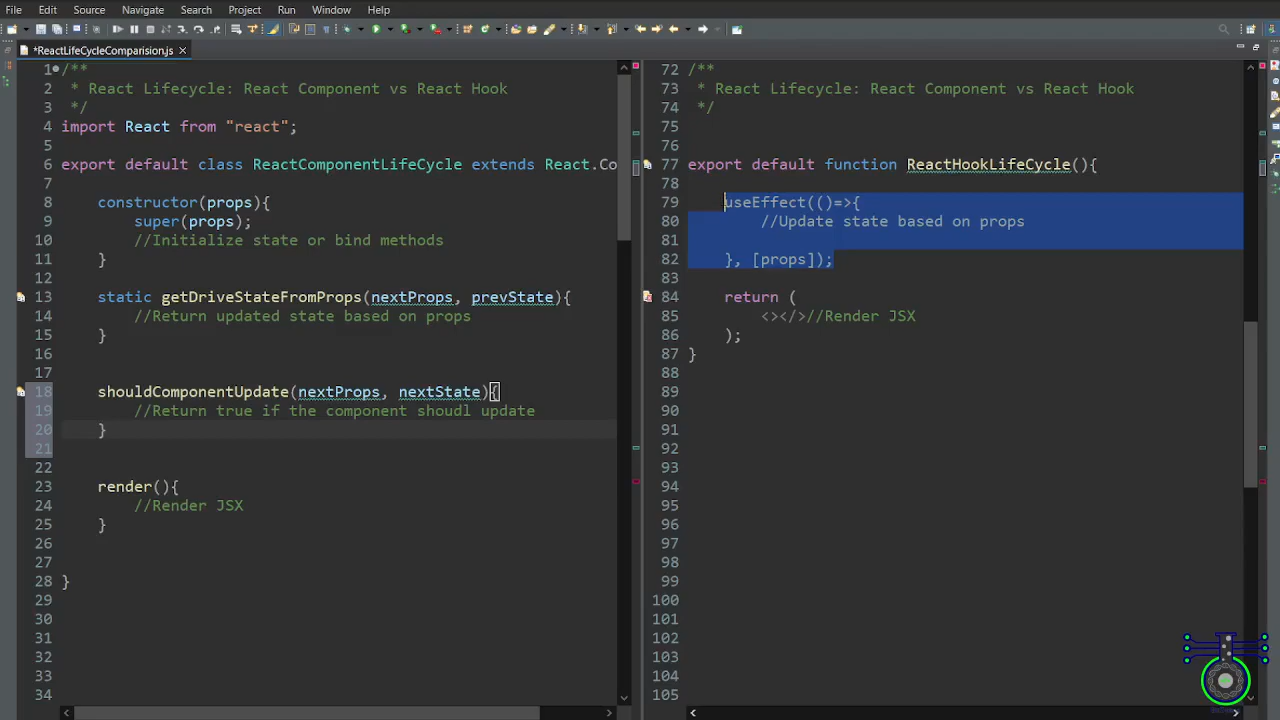 File Edit Source Navigate Search Project Run Window Help
*ReactLifeCycleComparision.js
1 /**
2 * React Lifecycle: React Component vs React Hook
3 */
4 import React from "react";
5
6 export default class ReactComponentLifeCycle extends React.Co
7
8 constructor(props){
9 super(props);
10 //Initialize state or bind methods
11 }
12
13 static getDriveStateFromProps(nextProps, prevState){
14 //Return updated state based on props
15 }
16
17
18 shouldComponentUpdate(nextProps, nextState){
19 //Return true if the component shoudl update
20 }
21
22
23 render(){
24 //Render JSX
25 }
26
27
28 }
29
30
31
32
33
34
72 /**
73 * React Lifecycle: React Component vs React Hook
74 */
75
76
77 export default function ReactHookLifeCycle(){
78
79 useEffect(()=>{
80 //Update state based on props
81
82 }, [props]);
83
84 return (
85 <></>//Render JSX
86 );
87 }
88
89
90
91
92
93
94
95
96
97
98
99
100
101
102
103
104
105